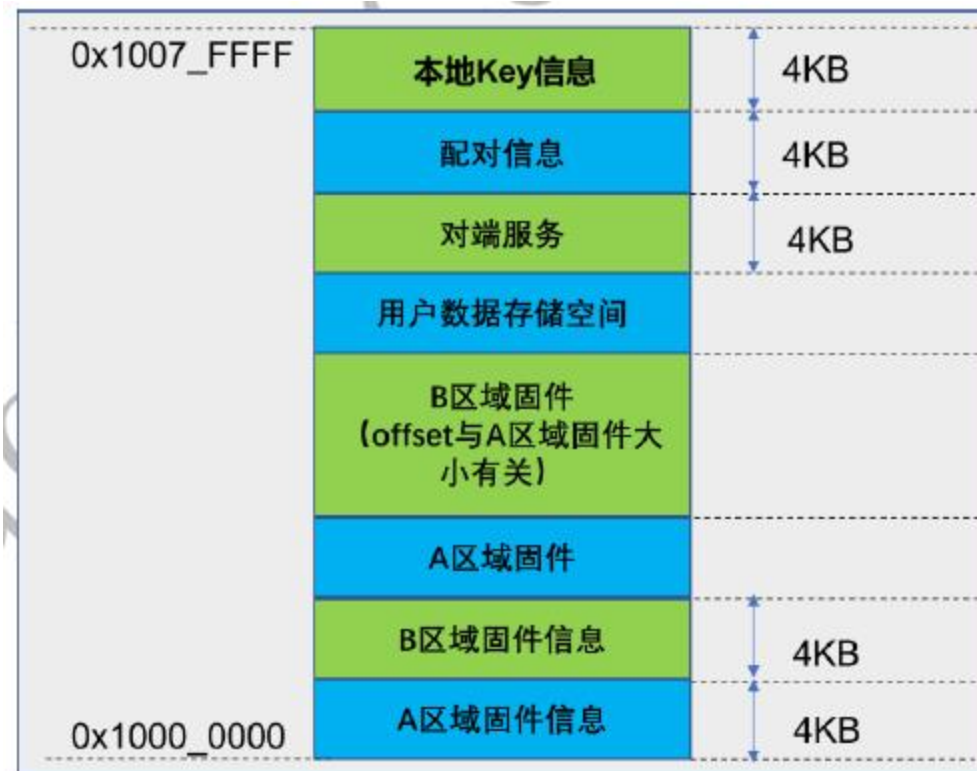 0x1007_FFFF
本地Key信息
4KB
配对信息
4KB
对端服务
4KB
用户数据存储空间
B区域固件
(offset与A区域固件大
小有关)
A区域固件
B区域固件信息
4KB
A区域固件信息
0x1000_0000
4KB